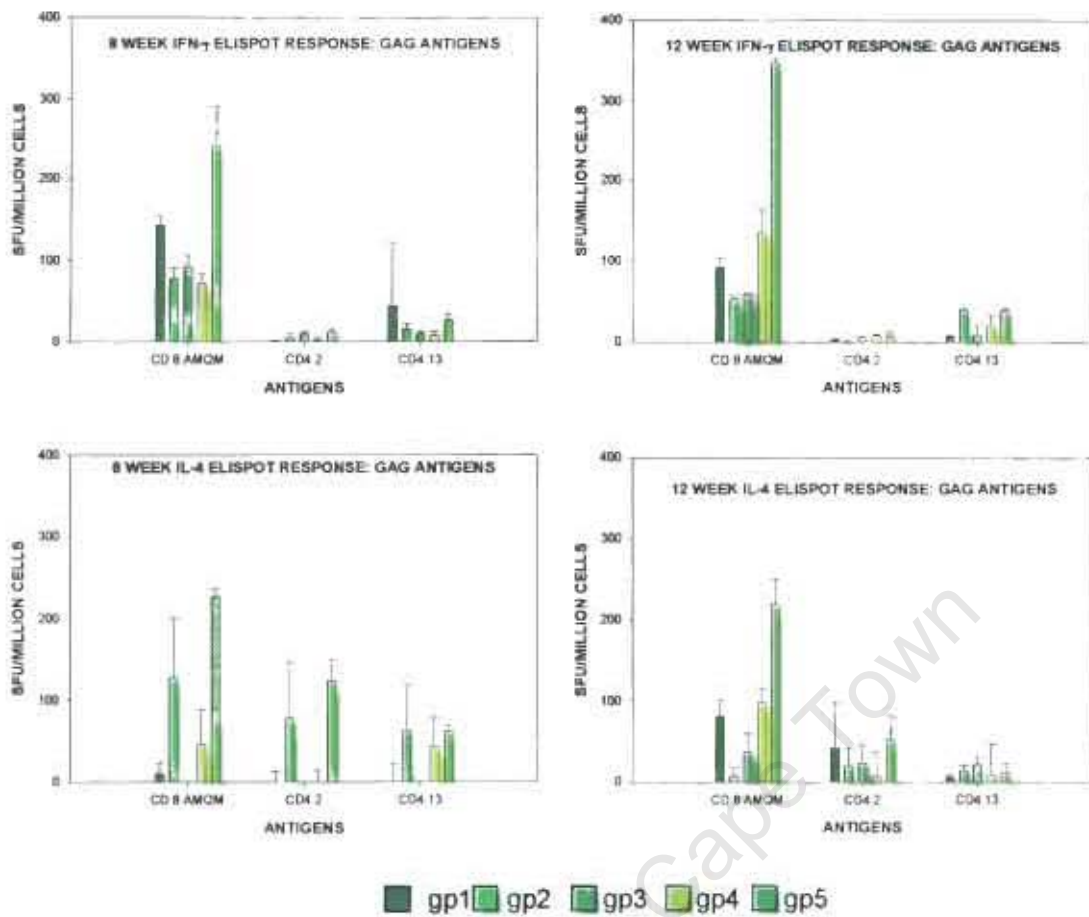 8 WEEK IFN-γ ELISPOT RESPONSE: GAG ANTIGENS
SFU/MILLION CELLS
400
300
200
100
0
CD 8 AMQM
CD4 2
CD4 13
ANTIGENS
12 WEEK IFN-γ ELISPOT RESPONSE: GAG ANTIGENS
SFU/MILLION CELLS
400
300
200
100
0
CD 8 AMQM
CD4 2
CD4 13
ANTIGENS
8 WEEK IL-4 ELISPOT RESPONSE: GAG ANTIGENS
SFU/MILLION CELLS
400
300
200
100
0
CD 8 AMQM
CD4 2
CD4 13
ANTIGENS
12 WEEK IL-4 ELISPOT RESPONSE: GAG ANTIGENS
SFU/MILLION CELLS
400
300
200
100
0
CD 8 AMQM
CD4 2
CD4 13
ANTIGENS
gp1 gp2 gp3 gp4 gp5
Cape Town